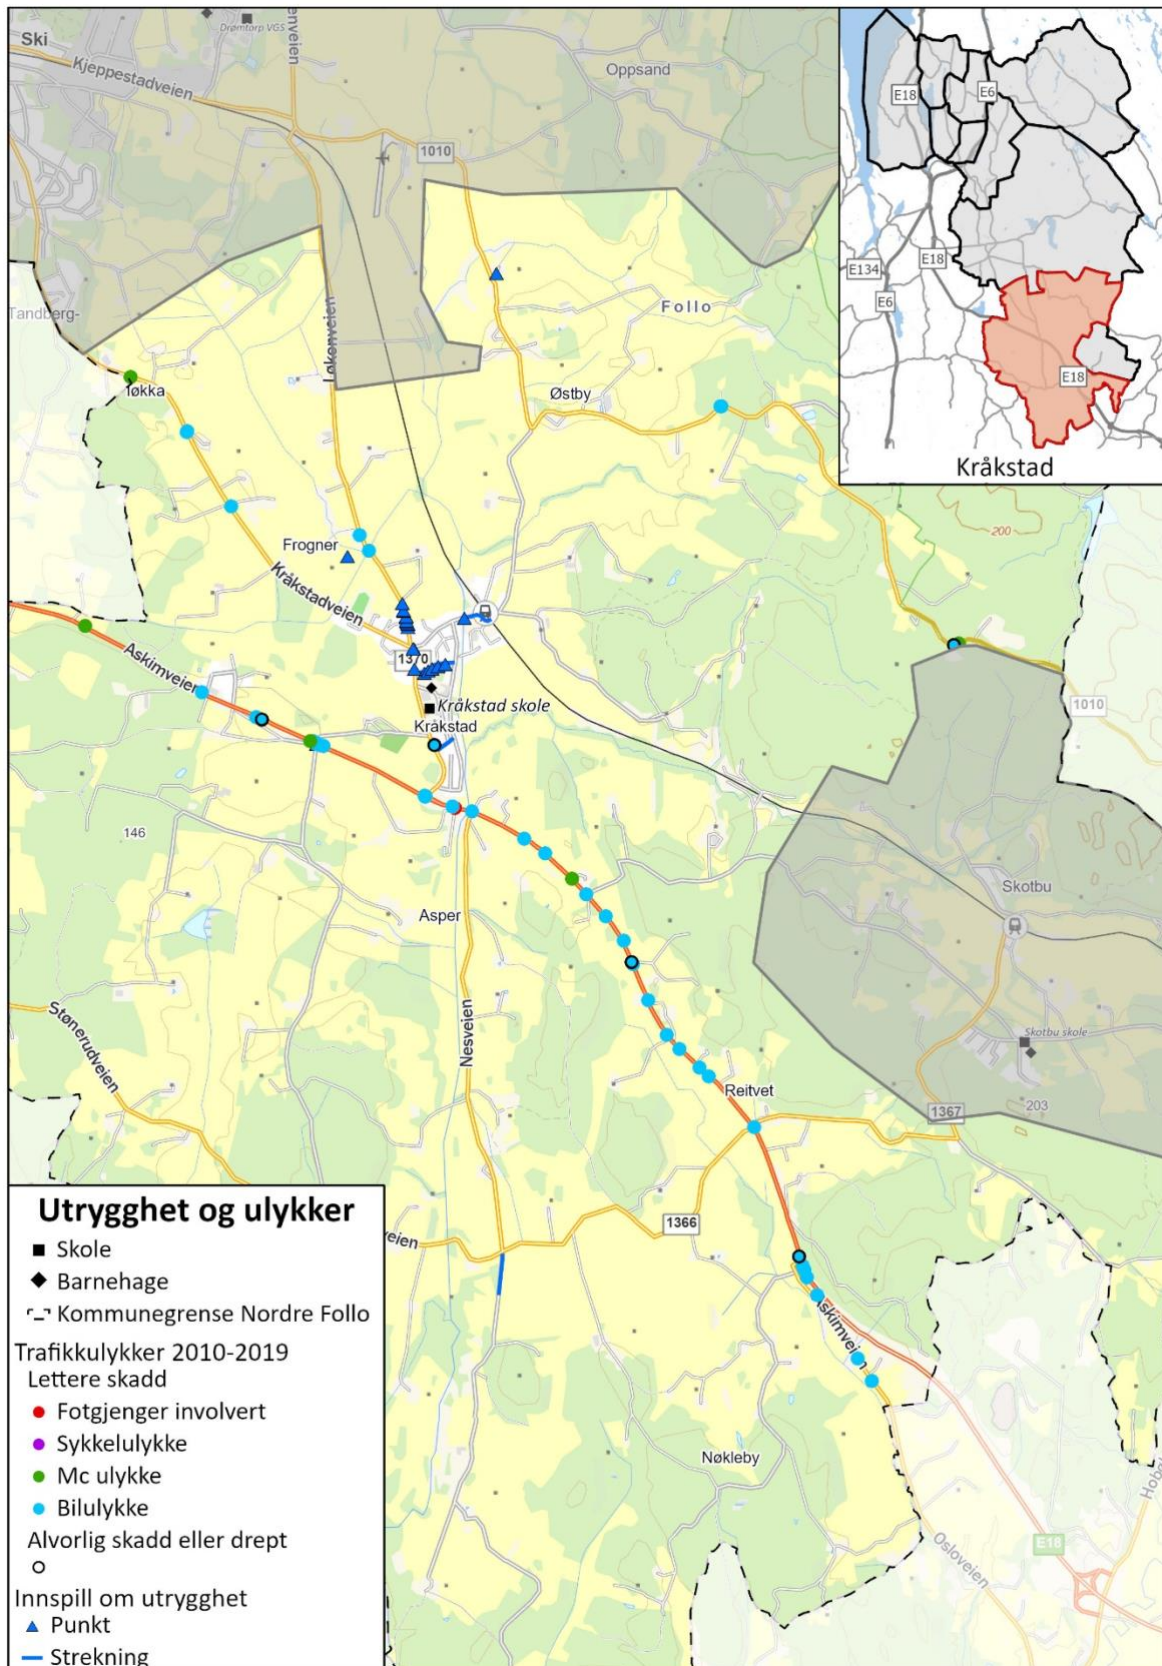 Ski
Drømtorp VGS
enveien
Kjeppestadveien
Oppsand
1010
E18
E6
E134
E18
E6
E18
Kråkstad
Tandberg-
Follo
Løkenveien
Østby
løkka
200
Frogner
Kråkstadveien
1370
Askimveien
Kråkstad skole
Kråkstad
1010
146
Skotbu
Asper
Stønerudveien
Nesveien
Skotbu skole
Reitvet
203
1367
1366
eien
Askimveien
Nøkleby
Hobøl
Osloveien
E18
Utrygghet og ulykker
Skole
Barnehage
Kommunegrense Nordre Follo
Trafikkulykker 2010-2019
Lettere skadd
Fotgjenger involvert
Sykkelulykke
Mc ulykke
Bilulykke
Alvorlig skadd eller drept
Innspill om utrygghet
Punkt
Strekning